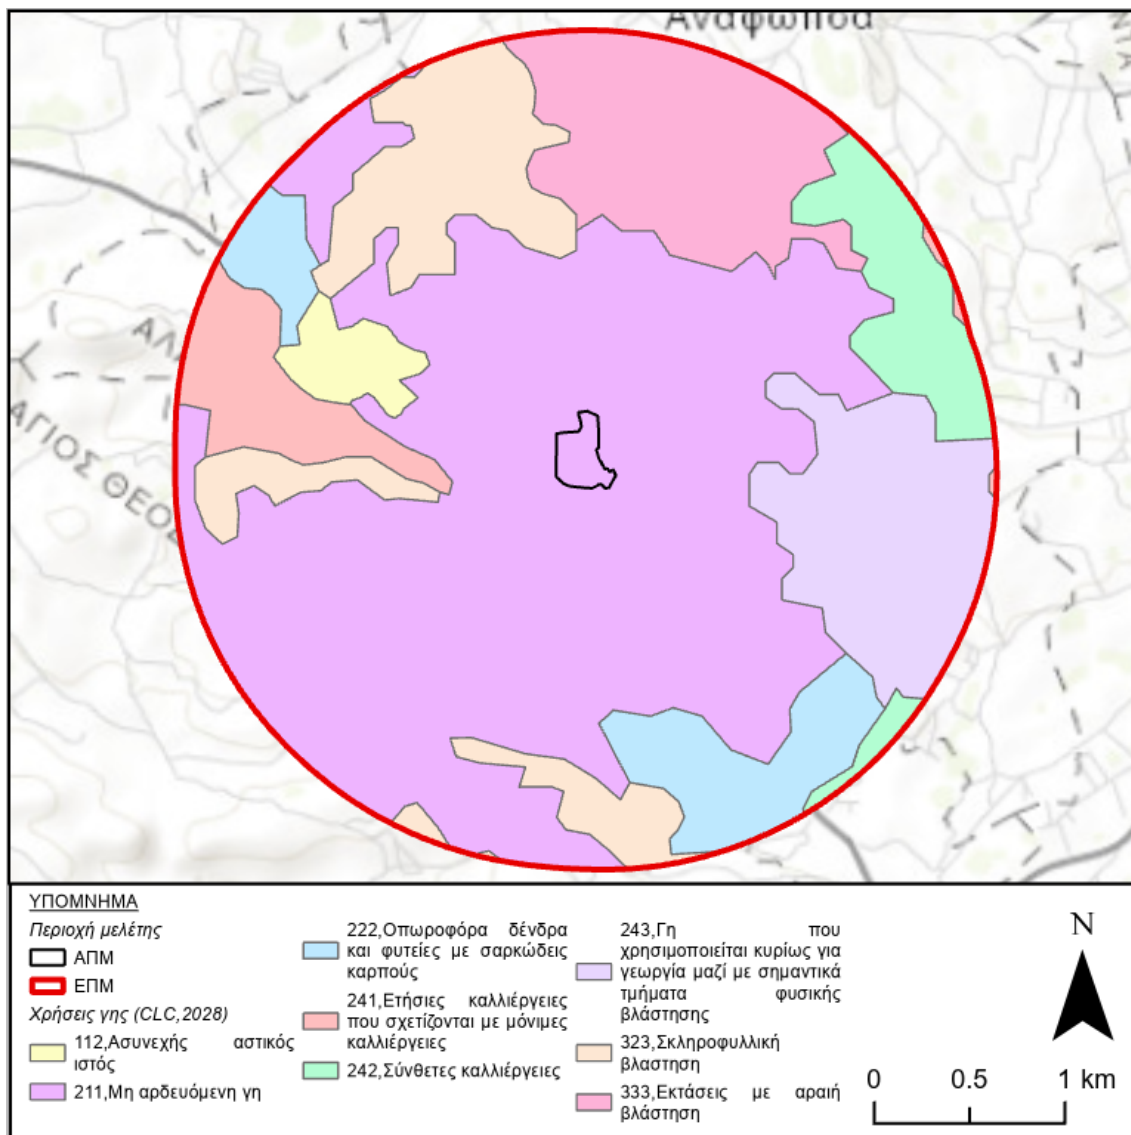 Αναφωτίδα
ΑΓΙΟΣ ΘΕΟΣ
ΥΠΟΜΝΗΜΑ
Περιοχή μελέτης
ΑΠΜ
ΕΠΜ
Χρήσεις γης (CLC,2028)
112,Ασυνεχής αστικός
ιστός
211,Μη αρδευόμενη γη
222,Οπωροφόρα δένδρα
και φυτείες με σαρκώδεις
καρπούς
241,Ετήσιες καλλιέργειες
που σχετίζονται με μόνιμες
καλλιέργειες
242,Σύνθετες καλλιέργειες
243,Γη που
χρησιμοποιείται κυρίως για
γεωργία μαζί με σημαντικά
τμήματα φυσικής
βλάστησης
323,Σκληροφυλλική
βλαστηση
333,Εκτάσεις με αραιή
βλάστηση
N
0 0.5 1 km